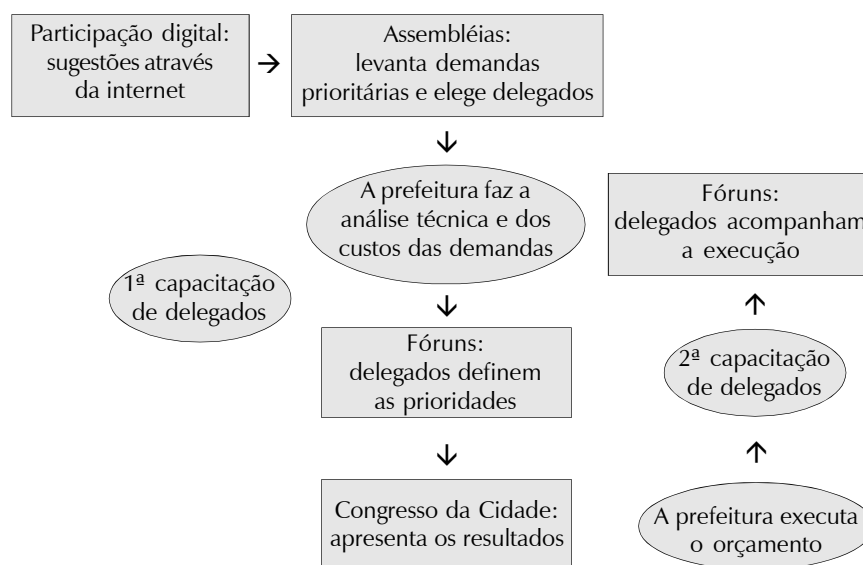 Participação digital:
sugestões através
da internet
Assembléias:
levanta demandas
prioritárias e elege delegados
A prefeitura faz a
análise técnica e dos
custos das demandas
1ª capacitação
de delegados
Fóruns:
delegados definem
as prioridades
Congresso da Cidade:
apresenta os resultados
A prefeitura executa
o orçamento
2ª capacitação
de delegados
Fóruns:
delegados acompanham
a execução